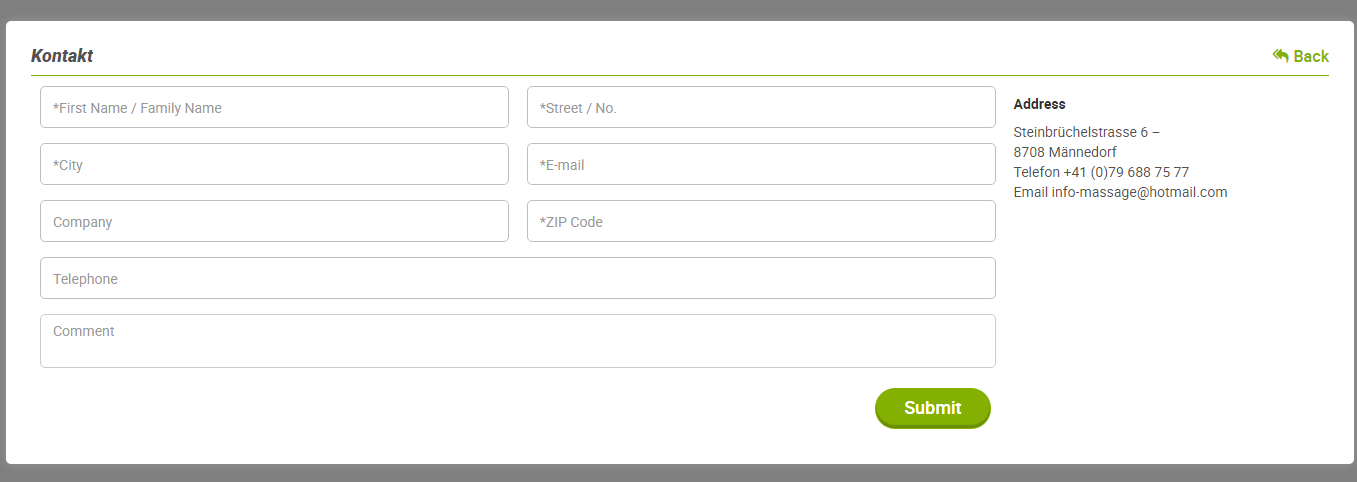 Kontakt
Back
*First Name / Family Name
*Street / No.
*City
*E-mail
Company
*ZIP Code
Telephone
Comment
Submit
Address
Steinbrüchelstrasse 6 –
8708 Männedorf
Telefon +41 (0)79 688 75 77
Email info-massage@hotmail.com